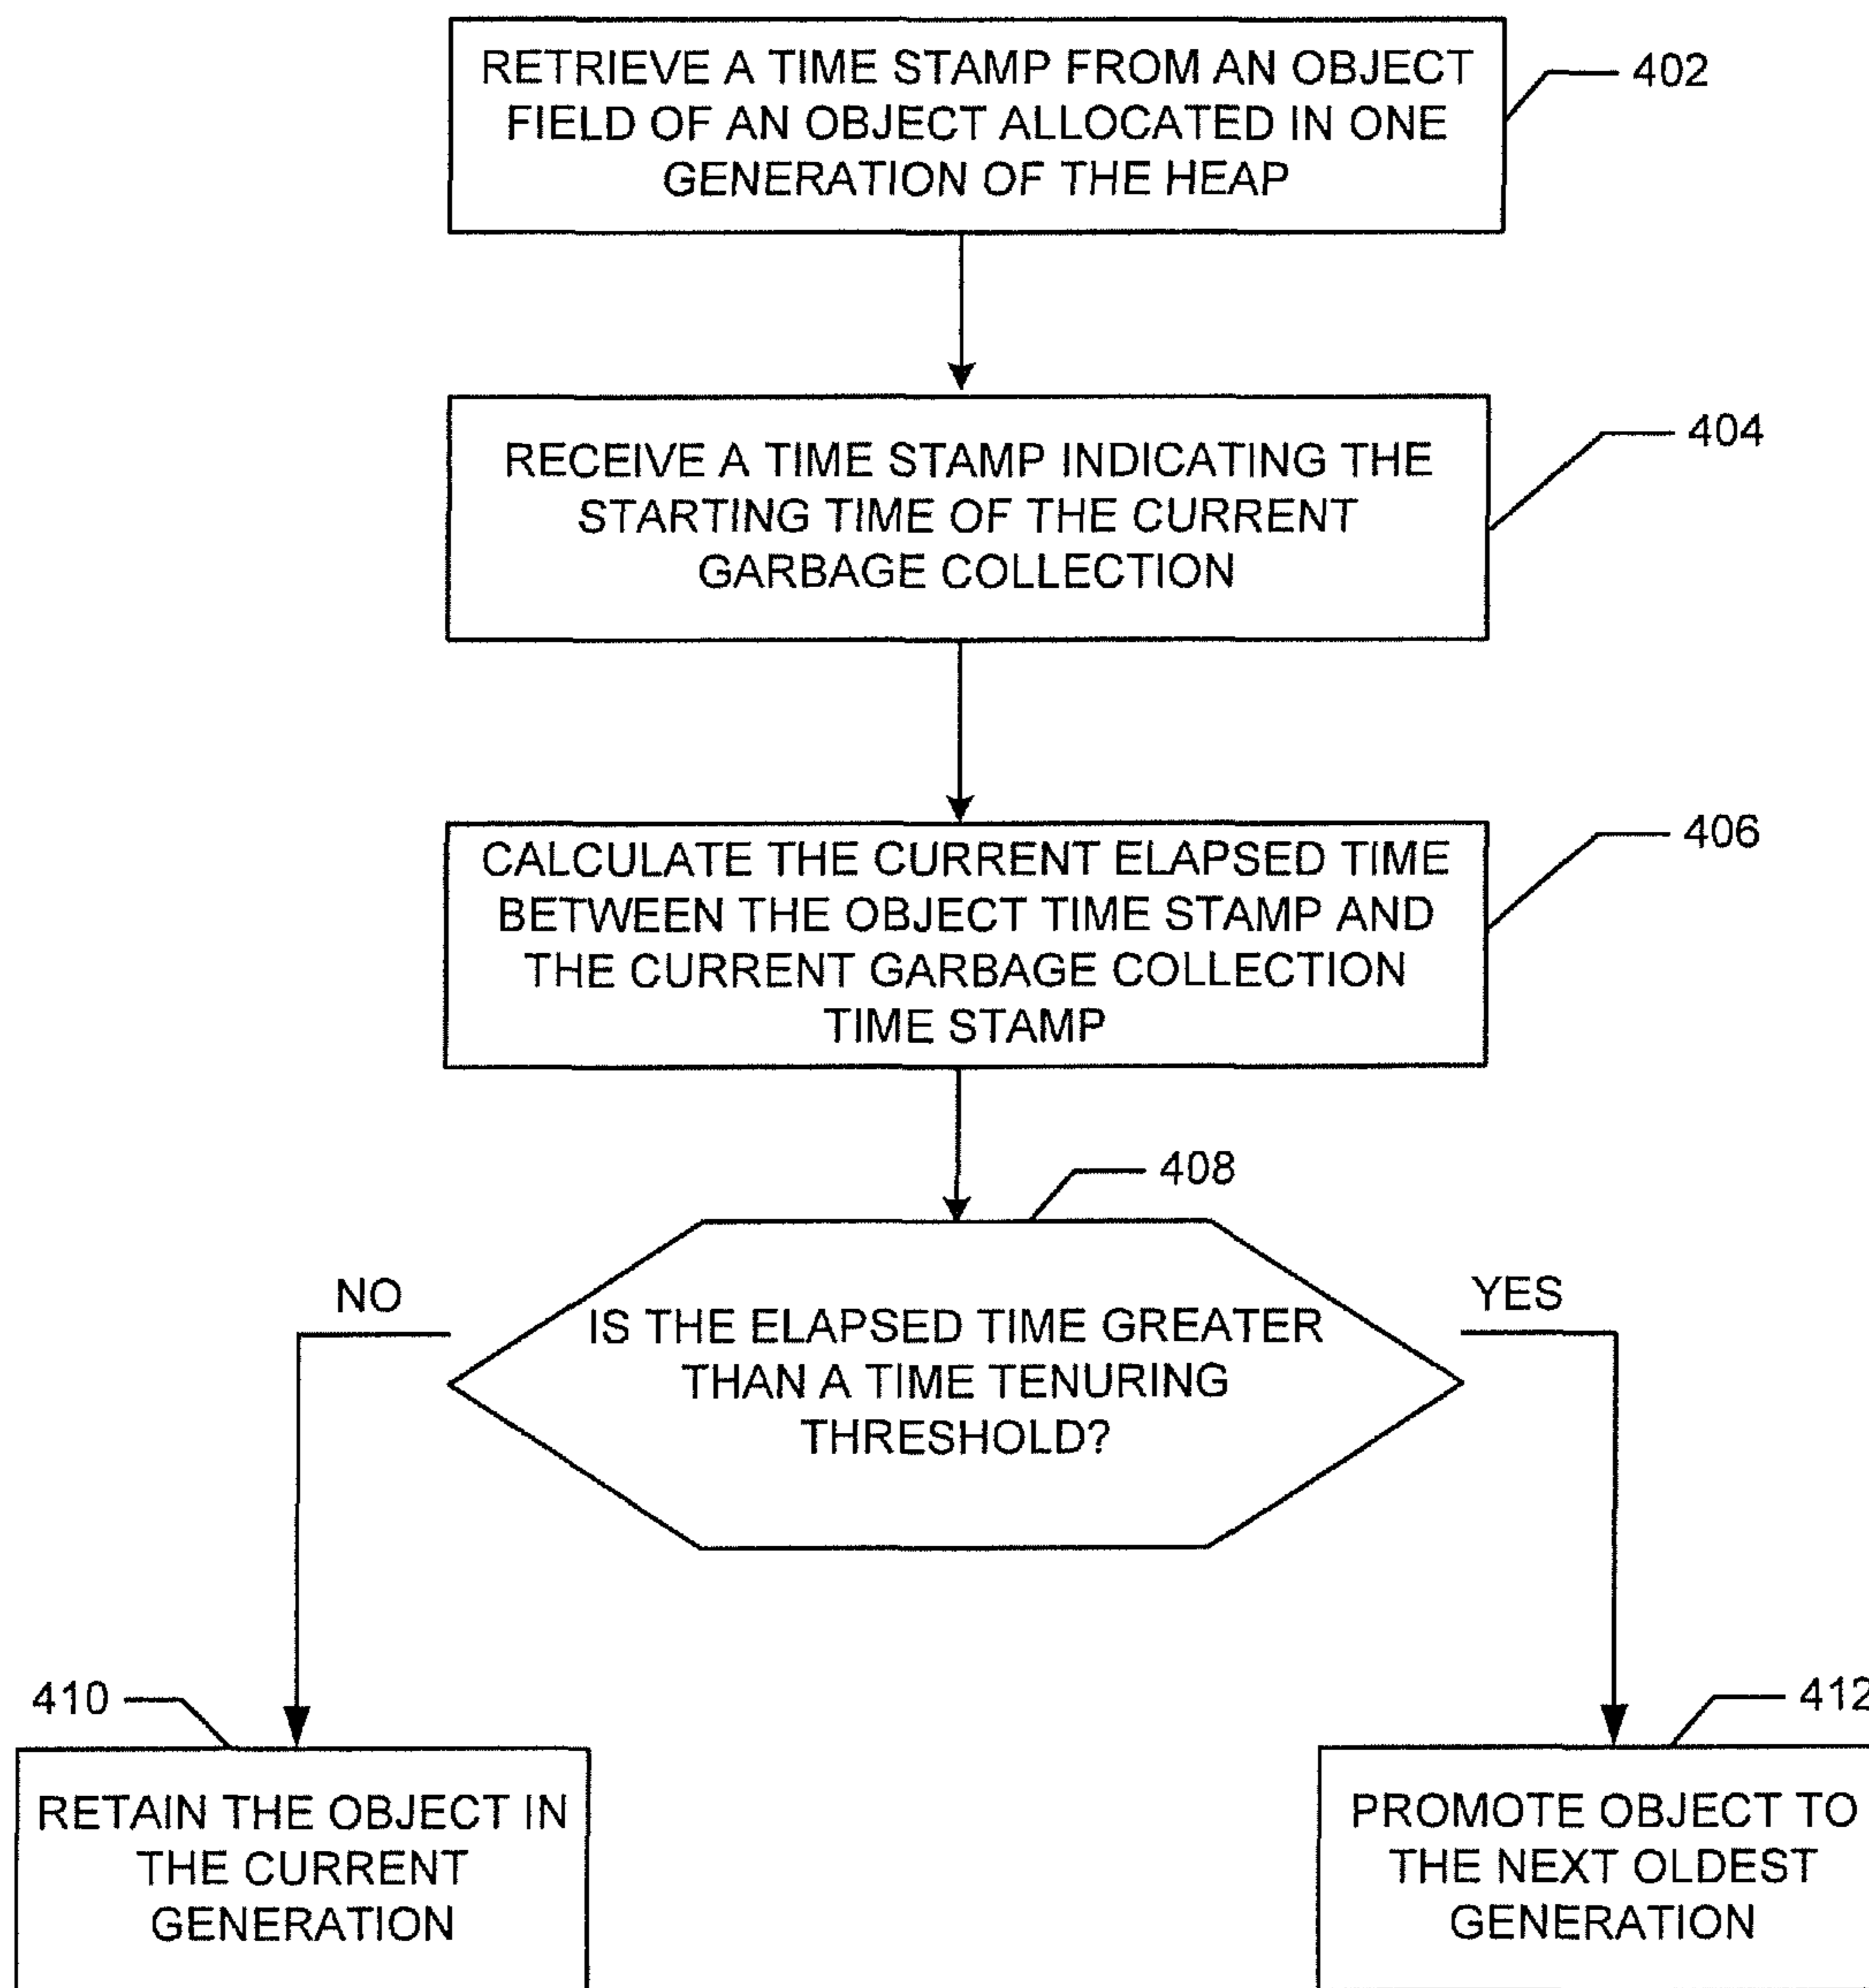 RETRIEVE A TIME STAMP FROM AN OBJECT
FIELD OF AN OBJECT ALLOCATED IN ONE
GENERATION OF THE HEAP
402
RECEIVE A TIME STAMP INDICATING THE
STARTING TIME OF THE CURRENT
GARBAGE COLLECTION
404
CALCULATE THE CURRENT ELAPSED TIME
BETWEEN THE OBJECT TIME STAMP AND
THE CURRENT GARBAGE COLLECTION
TIME STAMP
406
408
NO
YES
IS THE ELAPSED TIME GREATER
THAN A TIME TENURING
THRESHOLD?
410
412
RETAIN THE OBJECT IN
THE CURRENT
GENERATION
PROMOTE OBJECT TO
THE NEXT OLDEST
GENERATION